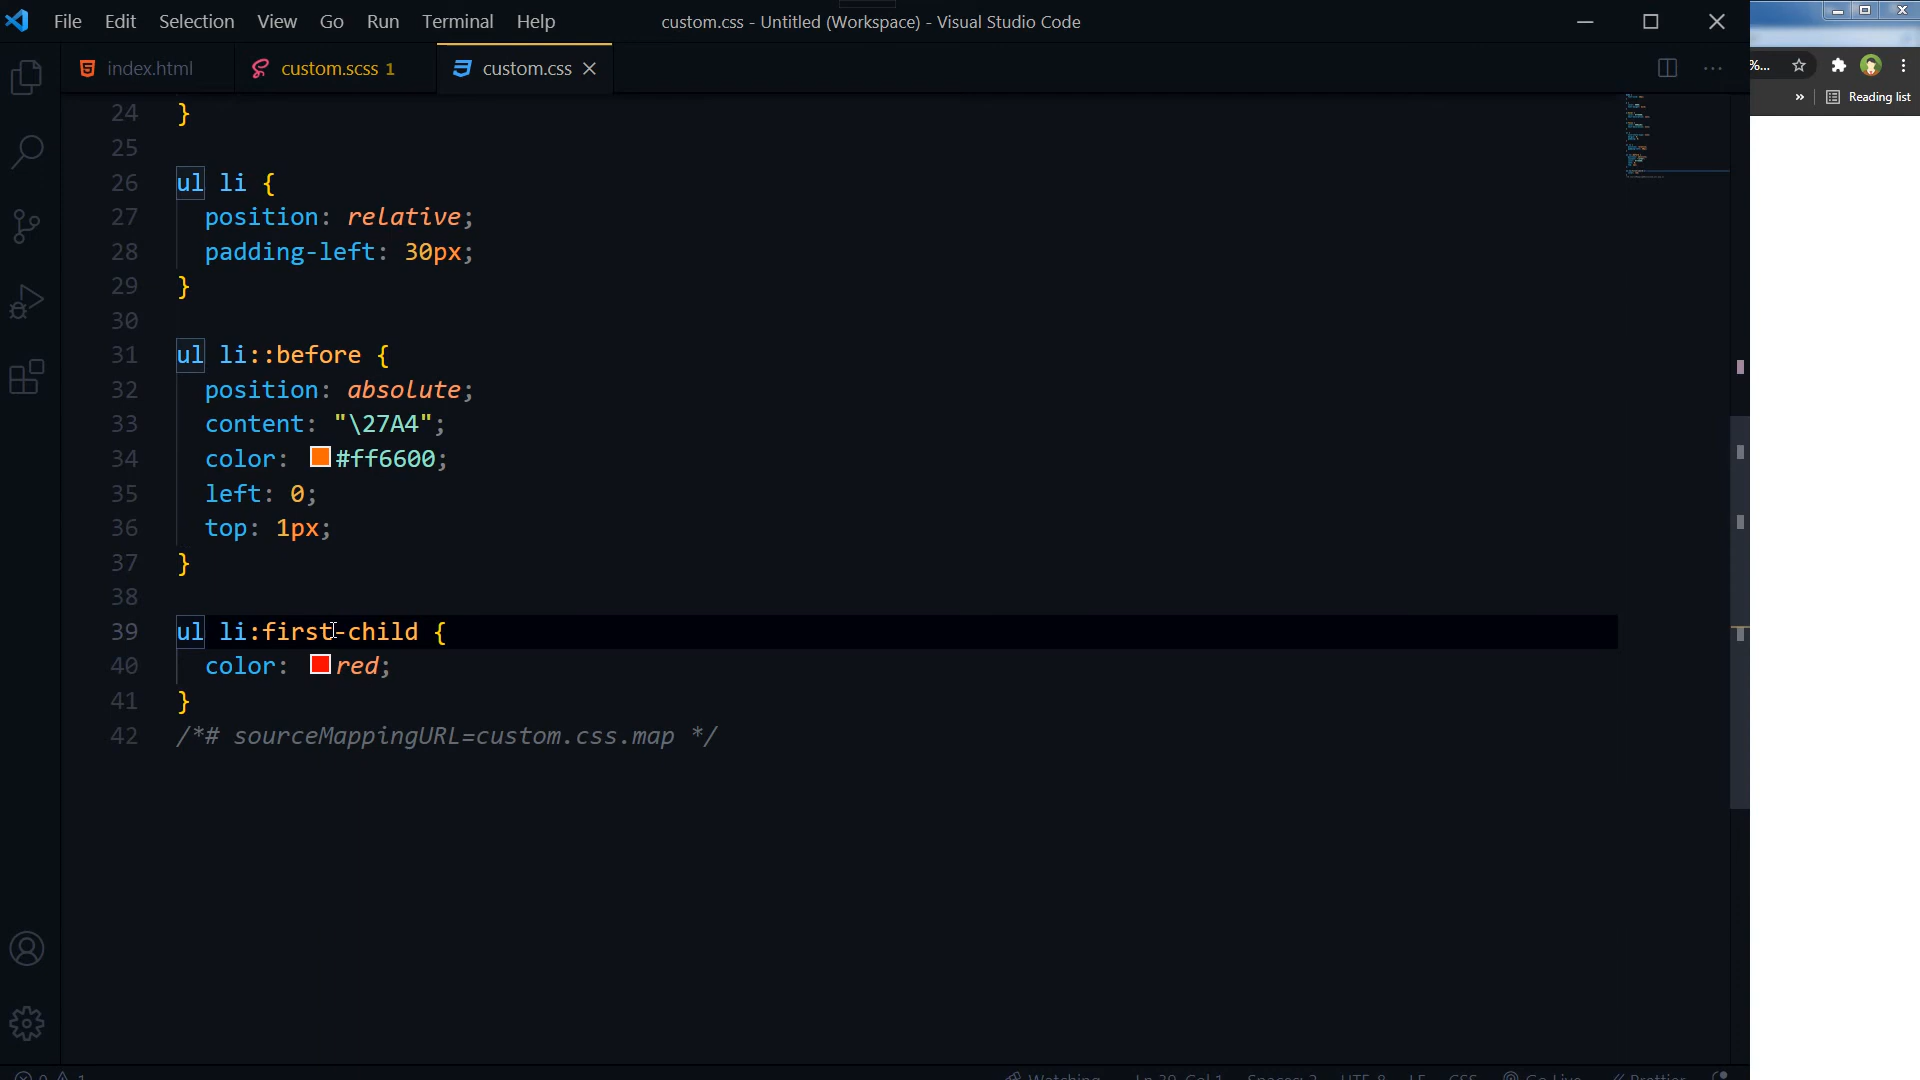 File Edit Selection View Go Run Terminal Help custom.css - Untitled (Workspace) - Visual Studio Code
index.html custom.scss 1 custom.css
%...
Reading list
24 }
25
26 ul li {
27 position: relative;
28 padding-left: 30px;
29 }
30
31 ul li::before {
32 position: absolute;
33 content: "\27A4";
34 color: #ff6600;
35 left: 0;
36 top: 1px;
37 }
38
39 ul li:first-child {
40 color: red;
41 }
42 /*# sourceMappingURL=custom.css.map */